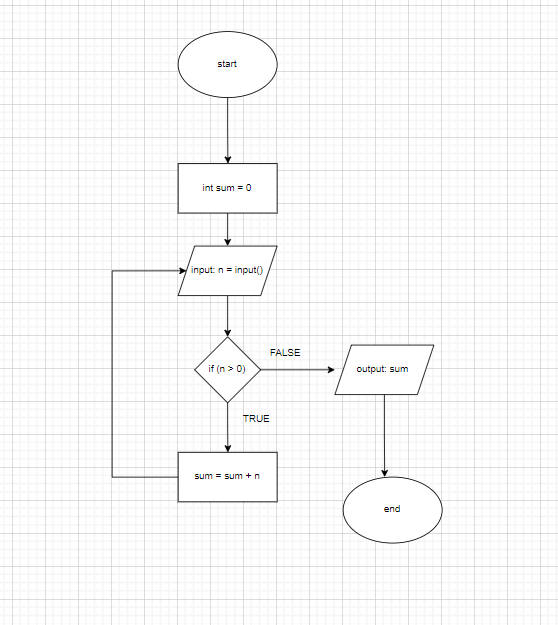 start
int sum = 0
input: n = input()
if (n > 0)
FALSE
output: sum
TRUE
sum = sum + n
end